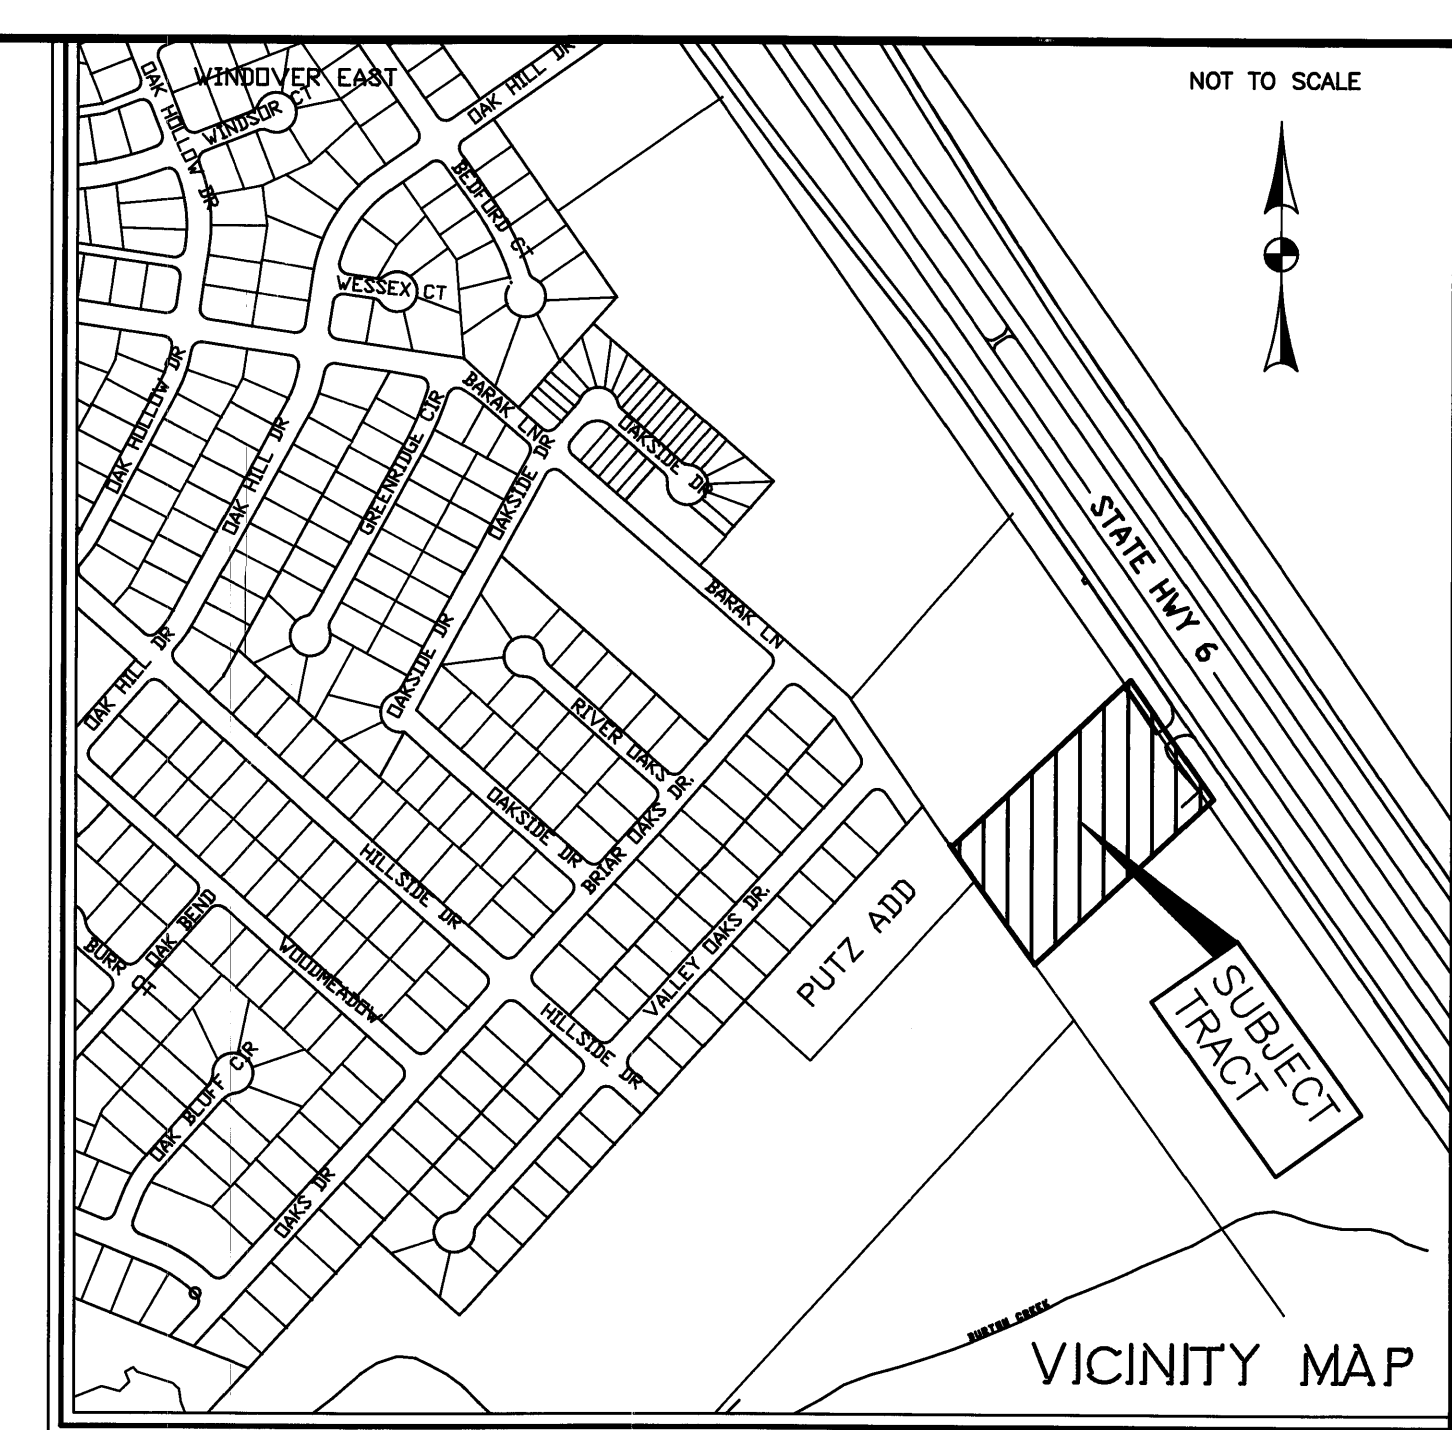 WINDOVER EAST
NOT TO SCALE
OAK HOLLOW DR
WINDSOR CT
OAK HILL DR
BEDFORD CT
WESSEX CT
OAK HOLLOW DR
OAK HILL DR
GREENRIDGE CIR
BARAK LN
OAKSIDE DR
OAKSIDE DR
STATE HWY 6
BARAK LN
OAK HILL DR
OAKSIDE DR
RIVER OAKS DR.
OAKSIDE DR
BRIAR OAKS DR.
HILLSIDE DR
VALLEY OAKS DR.
PUTZ ADD
OAK BEND
BURR CT
WOODMEADOW
HILLSIDE DR
SUBJECT
TRACT
OAK BLUFF CIR
OAKS DR
BURTON CREEK
VICINITY MAP